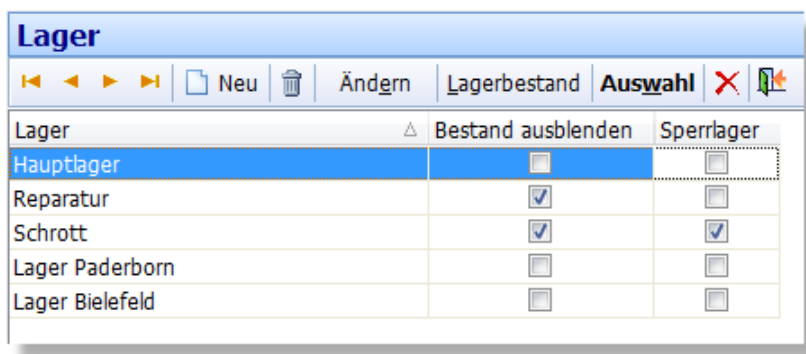 Lager
Neu Ändern Lagerbestand Auswahl
Lager Bestand ausblenden Sperrlager
Hauptlager
Reparatur
Schrott
Lager Paderborn
Lager Bielefeld